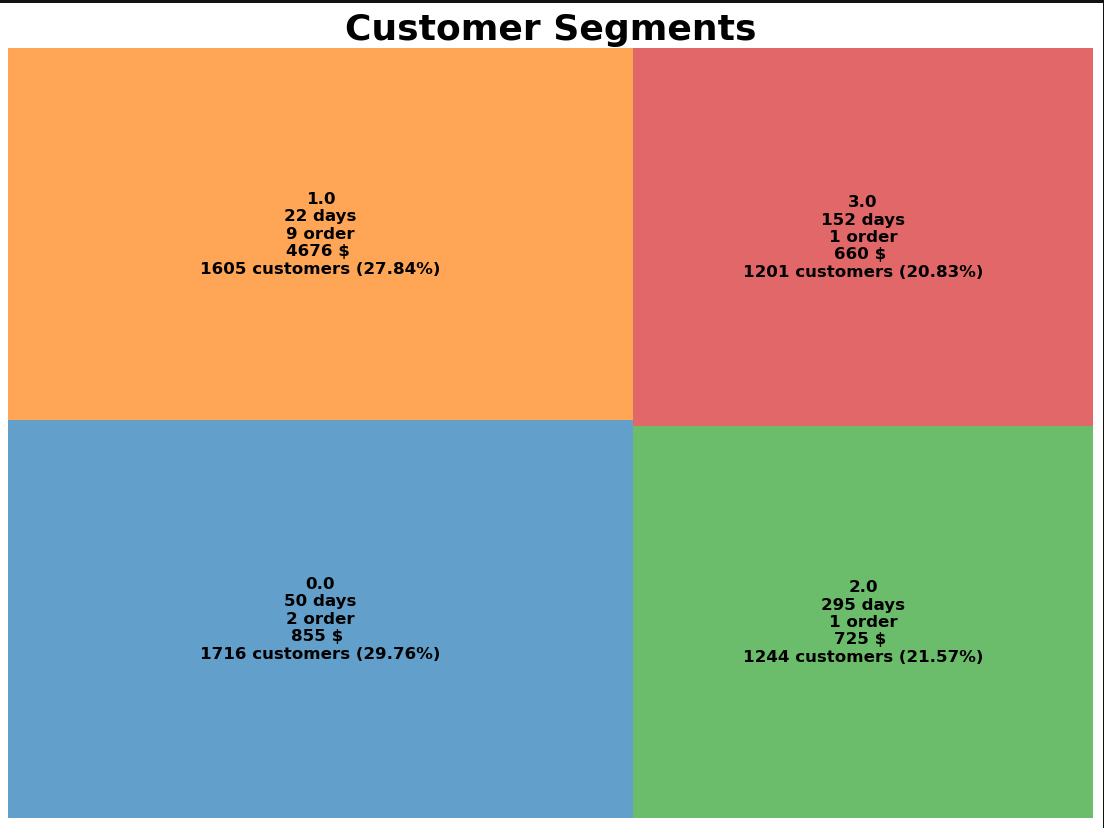 Customer Segments
1.0
22 days
9 order
4676 $
1605 customers (27.84%)
3.0
152 days
1 order
660 $
1201 customers (20.83%)
0.0
50 days
2 order
855 $
1716 customers (29.76%)
2.0
295 days
1 order
725 $
1244 customers (21.57%)